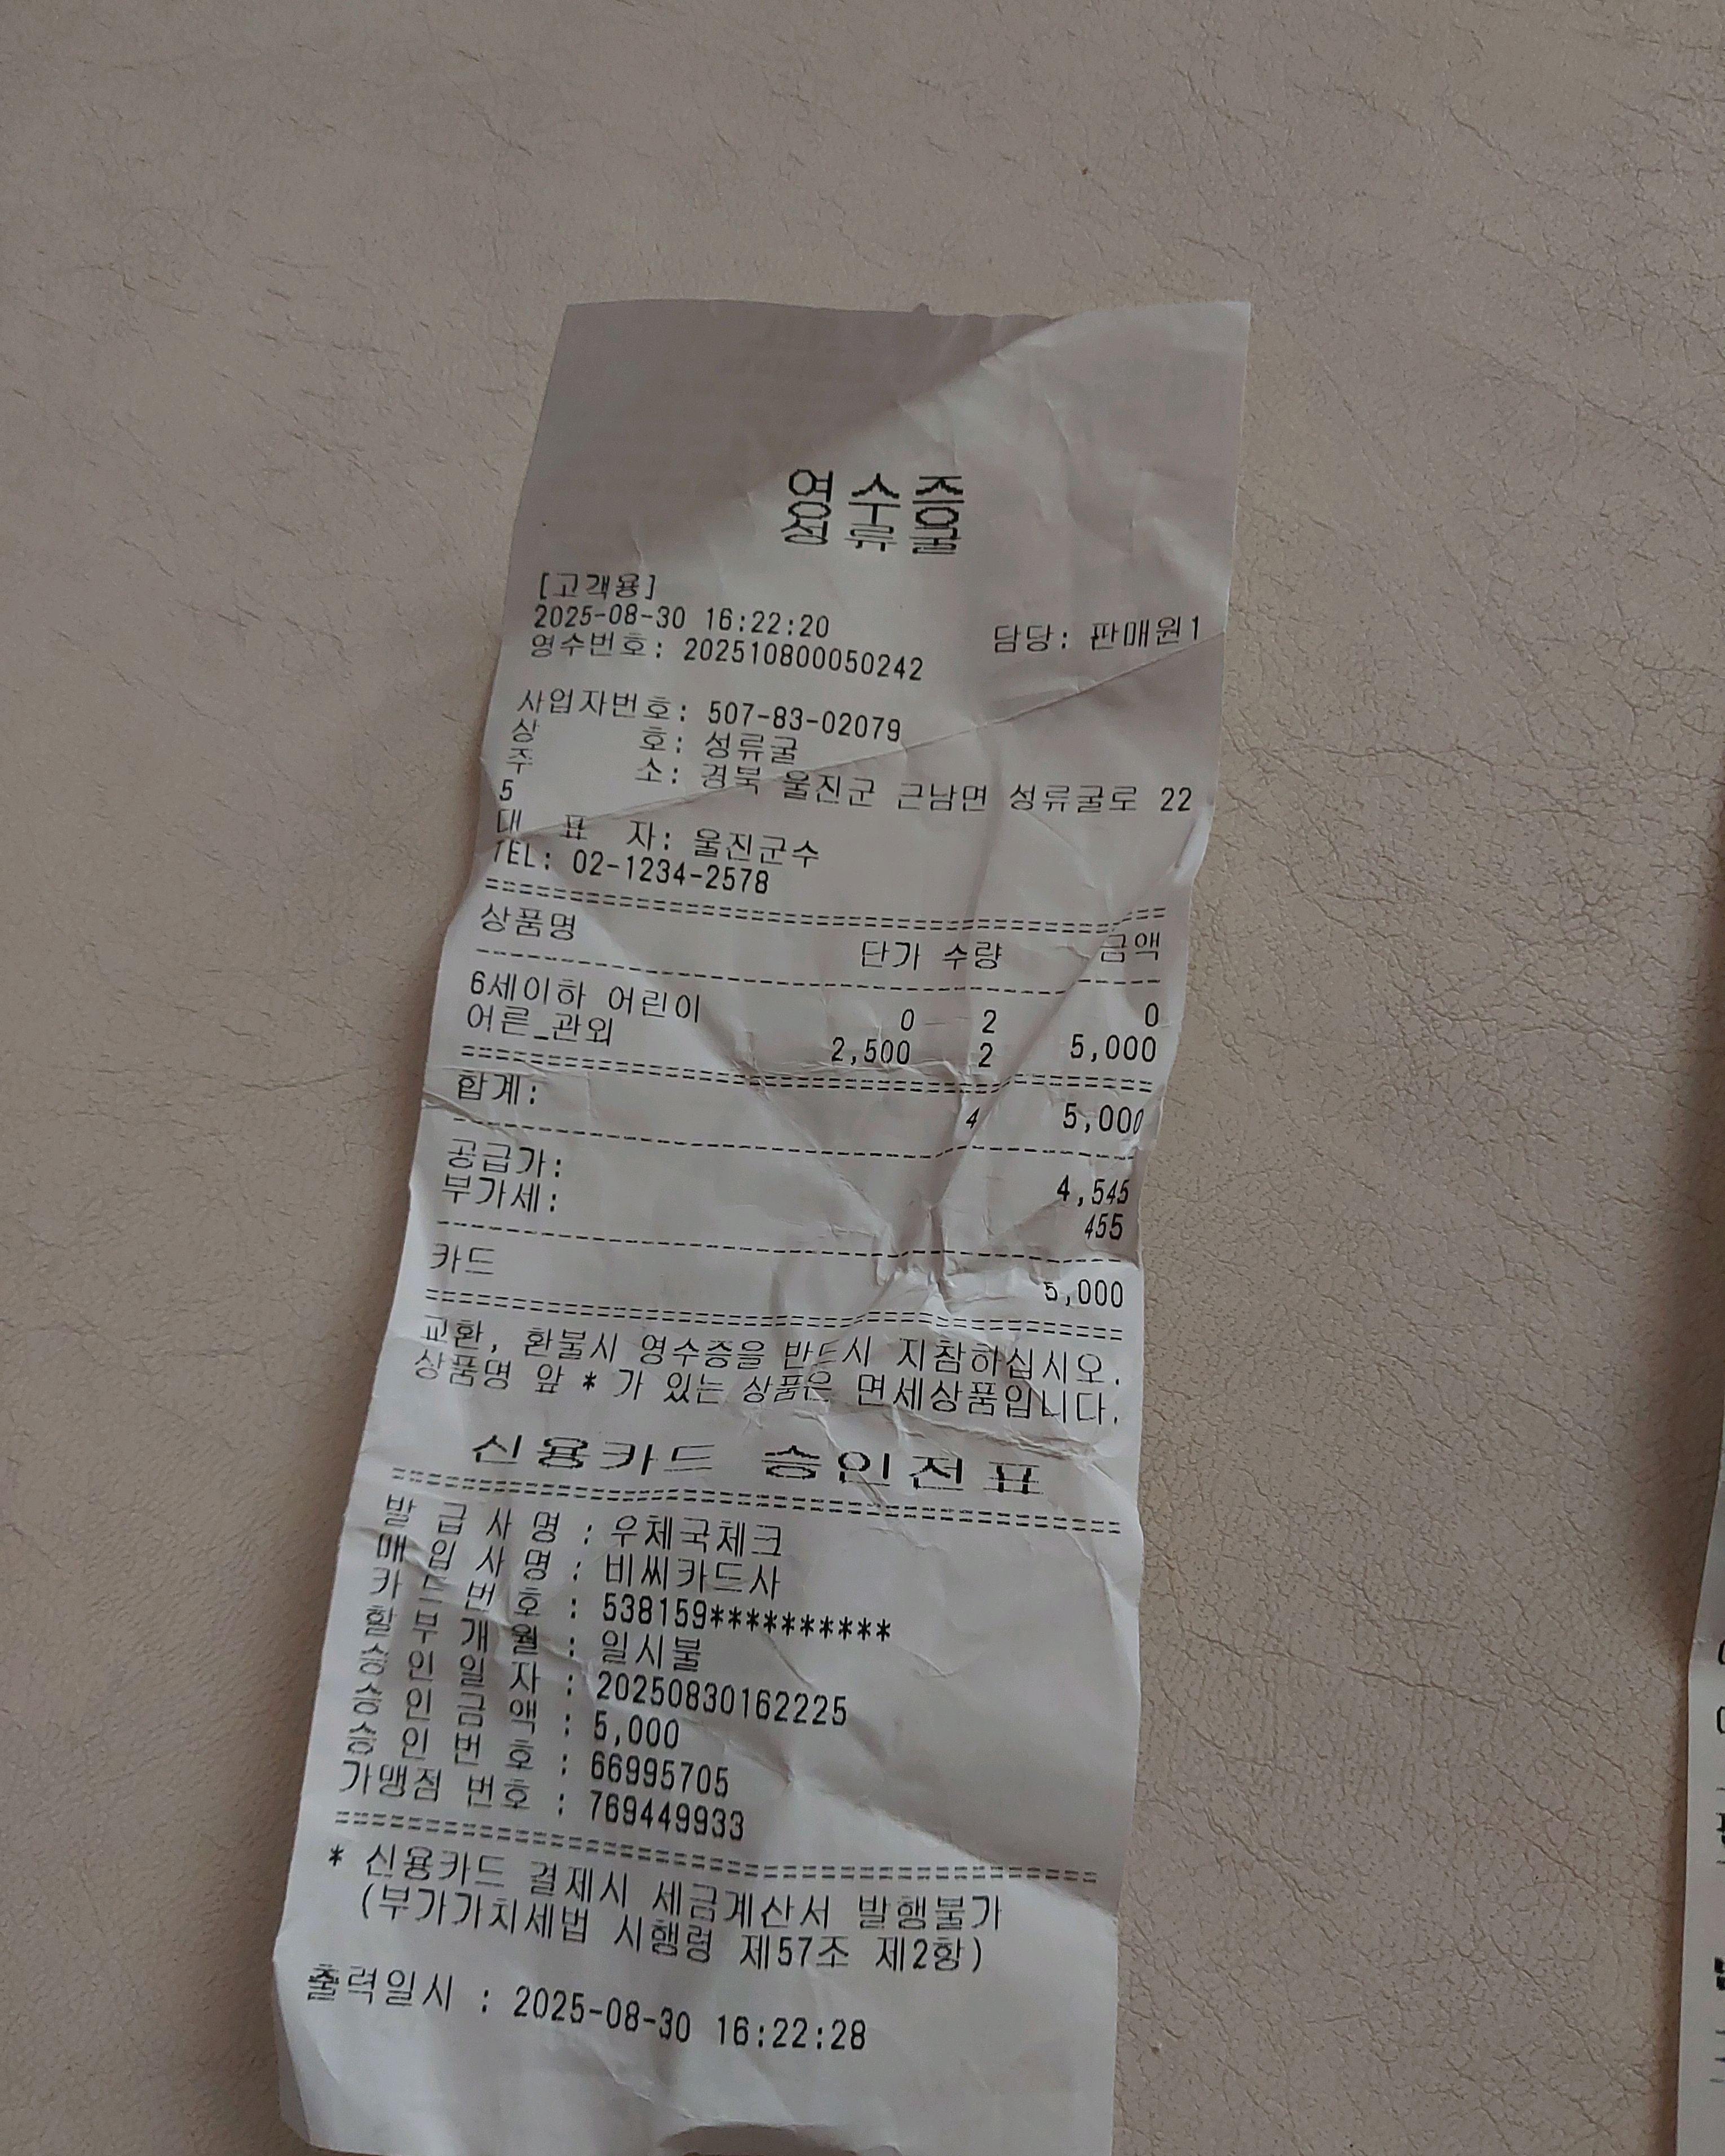 영수증
성류굴
[고객용]
2025-08-30 16:22:20 담당: 판매원1
영수번호: 202510800050242
사업자번호: 507-83-02079
상 호: 성류굴
주 소: 경북 울진군 근남면 성류굴로 22
5
대 표 자: 울진군수
TEL: 02-1234-2578
==========================================
상품명 단가 수량 금액
------------------------------------------
6세이하 어린이 0 2 0
어른_관외 2,500 2 5,000
==========================================
합계: 4 5,000
------------------------------------------
공급가: 4,545
부가세: 455
------------------------------------------
카드 5,000
==========================================
교환, 환불시 영수증을 반드시 지참하십시오.
상품명 앞 * 가 있는 상품은 면세상품입니다.
신용카드 승인전표
==========================================
발 급 사 명 : 우체국체크
매 입 사 명 : 비씨카드사
카 드 번 호 : 538159**********
할 부 개 월 : 일시불
승 인 일 자 : 20250830162225
승 인 금 액 : 5,000
승 인 번 호 : 66995705
가맹점 번호 : 769449933
==========================================
* 신용카드 결제시 세금계산서 발행불가
(부가가치세법 시행령 제57조 제2항)
출력일시 : 2025-08-30 16:22:28